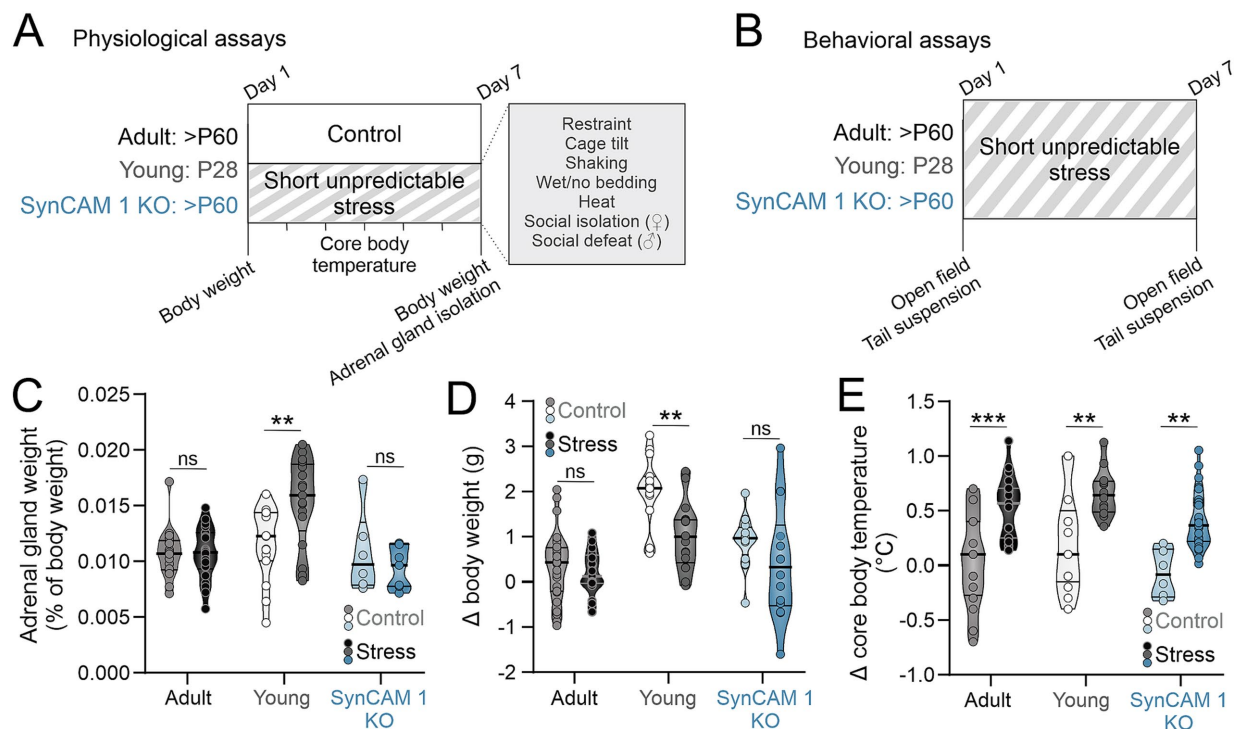 A
Physiological assays
Day 1
Day 7
Adult: >P60
Young: P28
SynCAM 1 KO: >P60
Control
Short unpredictable
stress
Core body
temperature
Body weight
Body weight
Adrenal gland isolation
Restraint
Cage tilt
Shaking
Wet/no bedding
Heat
Social isolation (♀)
Social defeat (♂)
B
Behavioral assays
Day 1
Day 7
Adult: >P60
Young: P28
SynCAM 1 KO: >P60
Short unpredictable
stress
Open field
Tail suspension
Open field
Tail suspension
C
Adrenal gland weight
(% of body weight)
0.025
0.020
0.015
0.010
0.005
0.000
ns
**
ns
Control
Stress
Adult
Young
SynCAM 1
KO
D
Δ body weight (g)
4
3
2
1
0
-1
-2
Control
Stress
ns
**
ns
Adult
Young
SynCAM 1
KO
E
Δ core body temperature
(°C)
1.5
1.0
0.5
0.0
-0.5
-1.0
***
**
**
Control
Stress
Adult
Young
SynCAM 1
KO